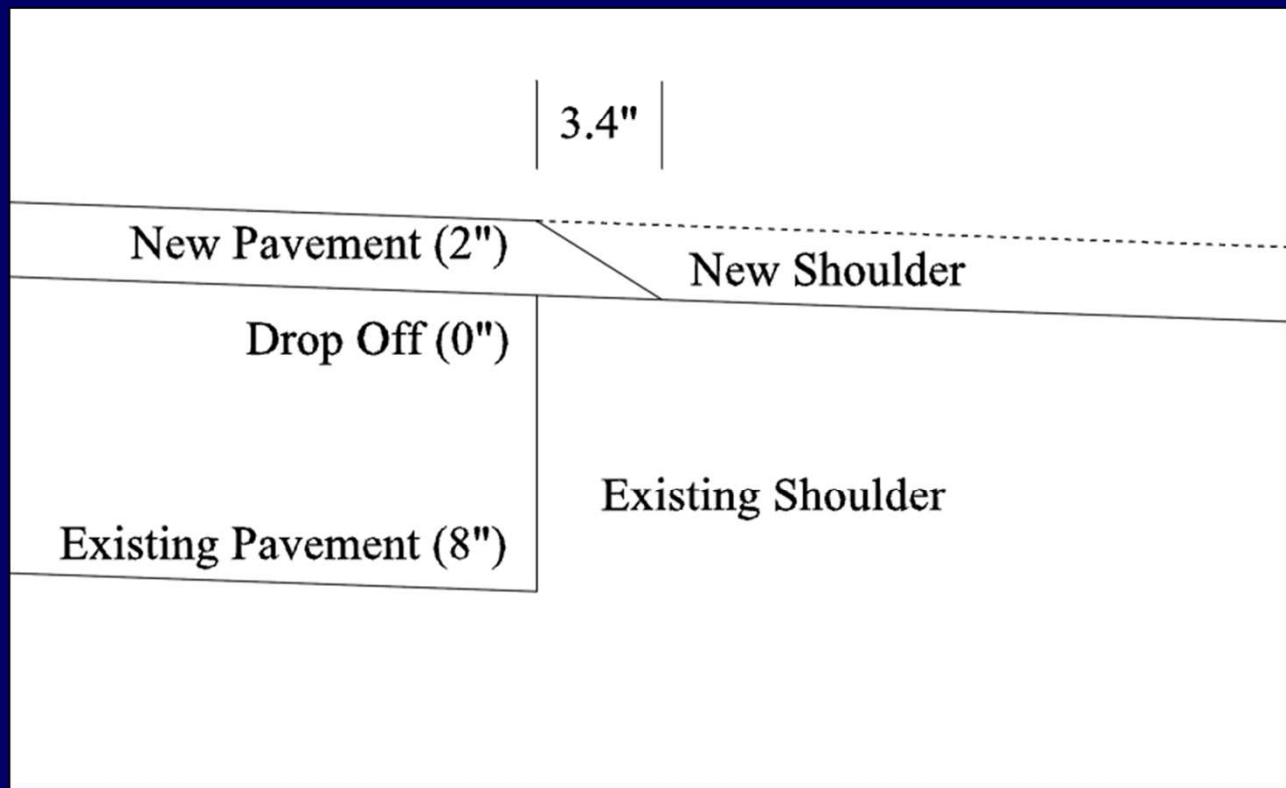 3.4"
New Pavement (2")
New Shoulder
Drop Off (0")
Existing Shoulder
Existing Pavement (8")